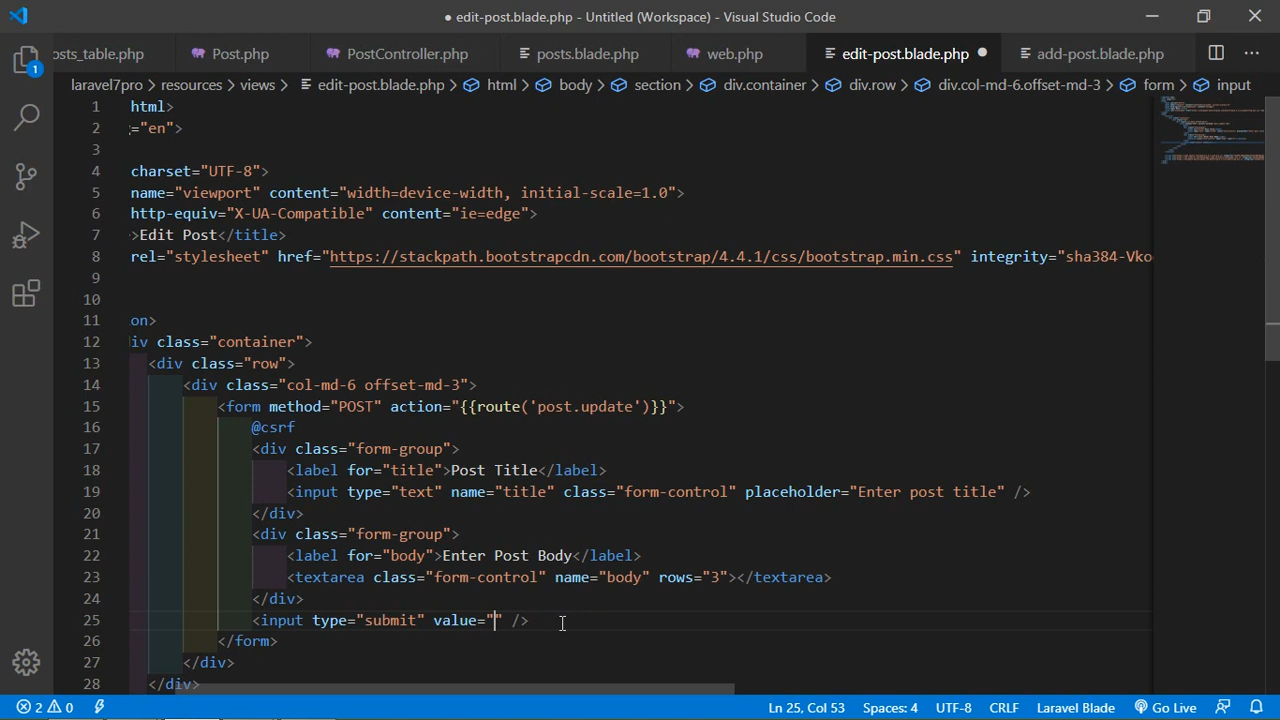 edit-post.blade.php - Untitled (Workspace) - Visual Studio Code
osts_table.php Post.php PostController.php posts.blade.php web.php edit-post.blade.php add-post.blade.php
laravel7pro > resources > views > edit-post.blade.php > html > body > section > div.container > div.row > div.col-md-6.offset-md-3 > form > input
1
1 html>
2 ="en">
3
4 charset="UTF-8">
5 name="viewport" content="width=device-width, initial-scale=1.0">
6 http-equiv="X-UA-Compatible" content="ie=edge">
7 >Edit Post</title>
8 rel="stylesheet" href="https://stackpath.bootstrapcdn.com/bootstrap/4.4.1/css/bootstrap.min.css" integrity="sha384-Vko
9
10
11 on>
12 iv class="container">
13 <div class="row">
14 <div class="col-md-6 offset-md-3">
15 <form method="POST" action="{{route('post.update')}}">
16 @csrf
17 <div class="form-group">
18 <label for="title">Post Title</label>
19 <input type="text" name="title" class="form-control" placeholder="Enter post title" />
20 </div>
21 <div class="form-group">
22 <label for="body">Enter Post Body</label>
23 <textarea class="form-control" name="body" rows="3"></textarea>
24 </div>
25 <input type="submit" value="" />
26 </form>
27 </div>
28 </div>
2 0 Ln 25, Col 53 Spaces: 4 UTF-8 CRLF Laravel Blade Go Live